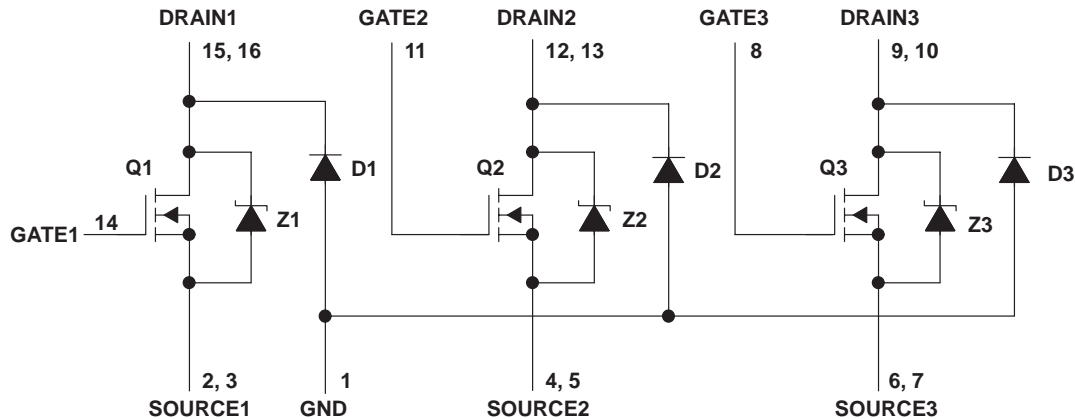 DRAIN1 GATE2 DRAIN2 GATE3 DRAIN3
15, 16 11 12, 13 8 9, 10
Q1 D1 Q2 D2 Q3 D3
14 Z1 Z2 Z3
GATE1
2, 3 1 4, 5 6, 7
SOURCE1 GND SOURCE2 SOURCE3